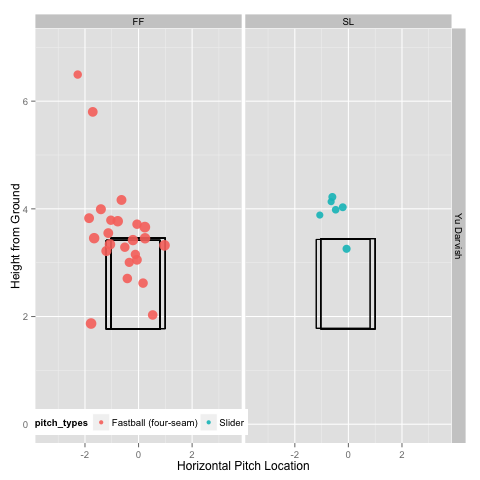 FF
SL
6
4
2
0
Height from Ground
Yu Darvish
pitch_types Fastball (four-seam) Slider
-2 0 2
-2 0 2
Horizontal Pitch Location